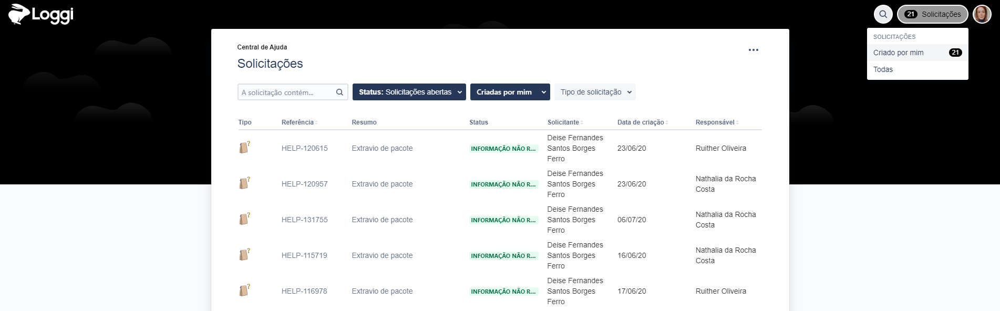 Loggi
21 Solicitações
SOLICITAÇÕES
Criado por mim 21
Todas
Central de Ajuda
Solicitações
A solicitação contém...
Status: Solicitações abertas
Criadas por mim
Tipo de solicitação
Tipo Referência Resumo Status Solicitante Data de criação Responsável
Deise Fernandes
HELP-120615 Extravio de pacote INFORMAÇÃO NÃO R... Santos Borges 23/06/20 Ruither Oliveira
Ferro
Deise Fernandes
Nathalia da Rocha
HELP-120957 Extravio de pacote INFORMAÇÃO NÃO R... Santos Borges 23/06/20
Costa
Ferro
Deise Fernandes
Nathalia da Rocha
HELP-131755 Extravio de pacote INFORMAÇÃO NÃO R... Santos Borges 06/07/20
Costa
Ferro
Deise Fernandes
Nathalia da Rocha
HELP-115719 Extravio de pacote INFORMAÇÃO NÃO R... Santos Borges 16/06/20
Costa
Ferro
Deise Fernandes
HELP-116978 Extravio de pacote INFORMAÇÃO NÃO R... Santos Borges 17/06/20 Ruither Oliveira
Ferro